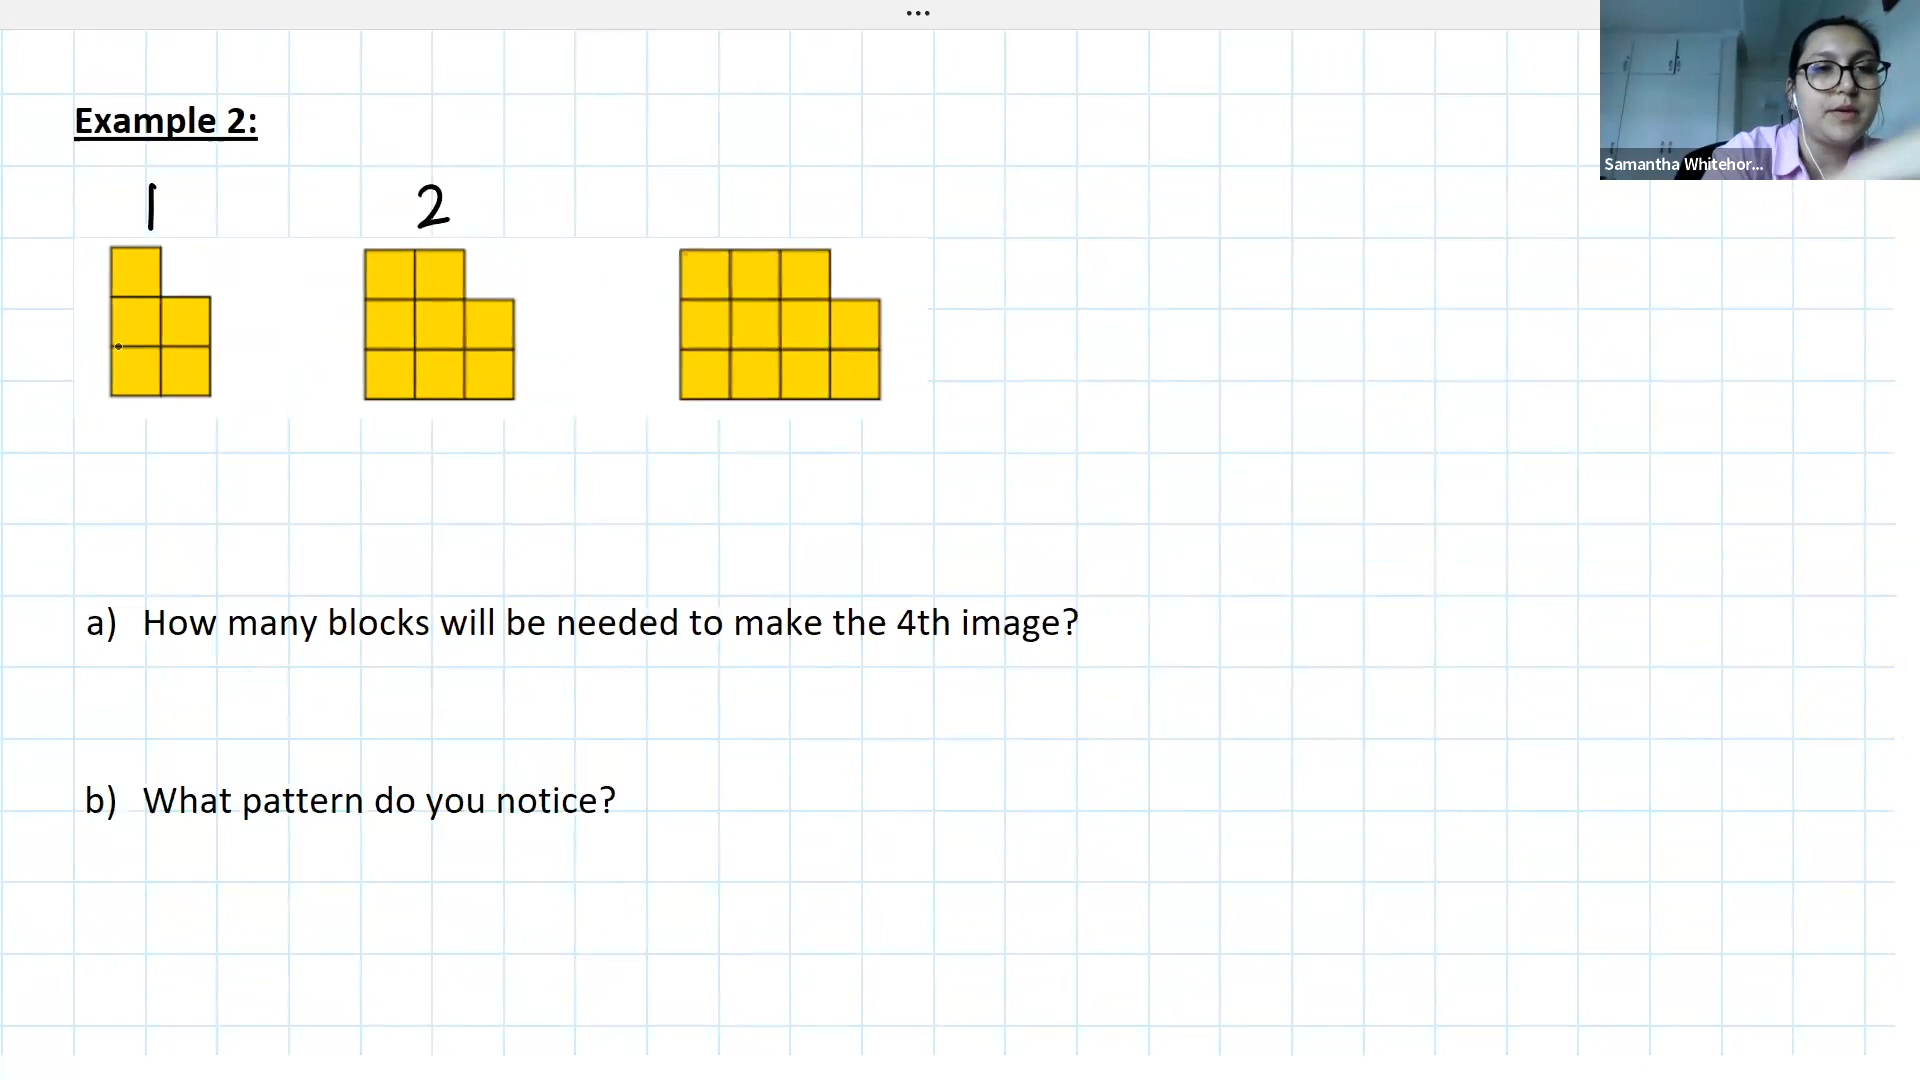 ...
Samantha Whitehor...
Example 2:
1 2
a) How many blocks will be needed to make the 4th image?
b) What pattern do you notice?